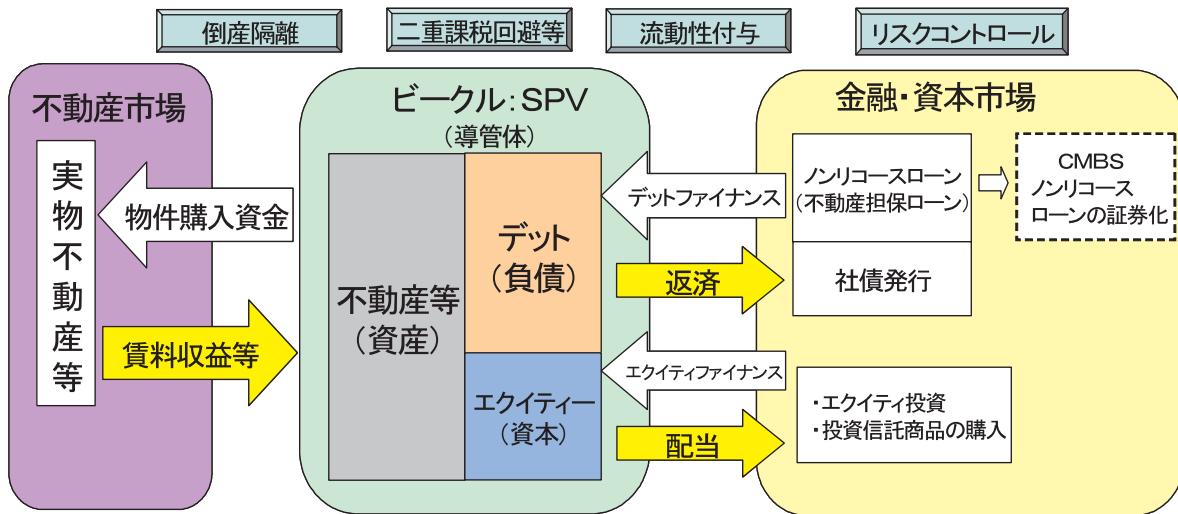 倒産隔離
二重課税回避等
流動性付与
リスクコントロール
不動産市場
実物不動産等
物件購入資金
賃料収益等
ビークル:SPV
(導管体)
不動産等
(資産)
デット
(負債)
エクイティー
(資本)
デットファイナンス
返済
エクイティファイナンス
配当
金融・資本市場
ノンリコースローン
(不動産担保ローン)
社債発行
CMBS
ノンリコース
ローンの証券化
・エクイティ投資
・投資信託商品の購入